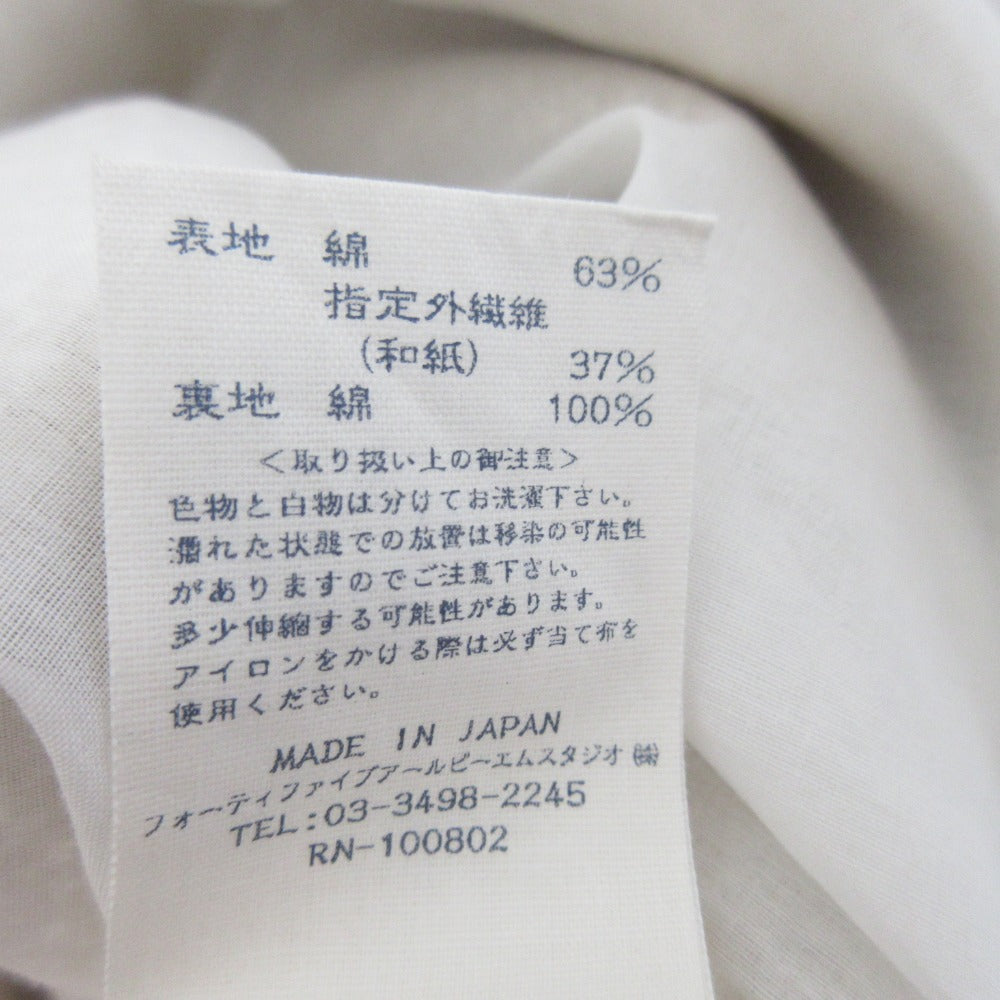 表地 綿 63%
指定外繊維
(和紙) 37%
裏地 綿 100%
＜取り扱い上の御注意＞
色物と白物は分けてお洗濯下さい。
濡れた状態での放置は移染の可能性
がありますのでご注意下さい。
多少伸縮する可能性があります。
アイロンをかける際は必ず当て布を
使用ください。
MADE IN JAPAN
フォーティファイブアールピーエムスタジオ㈱
TEL:03-3498-2245
RN-100802